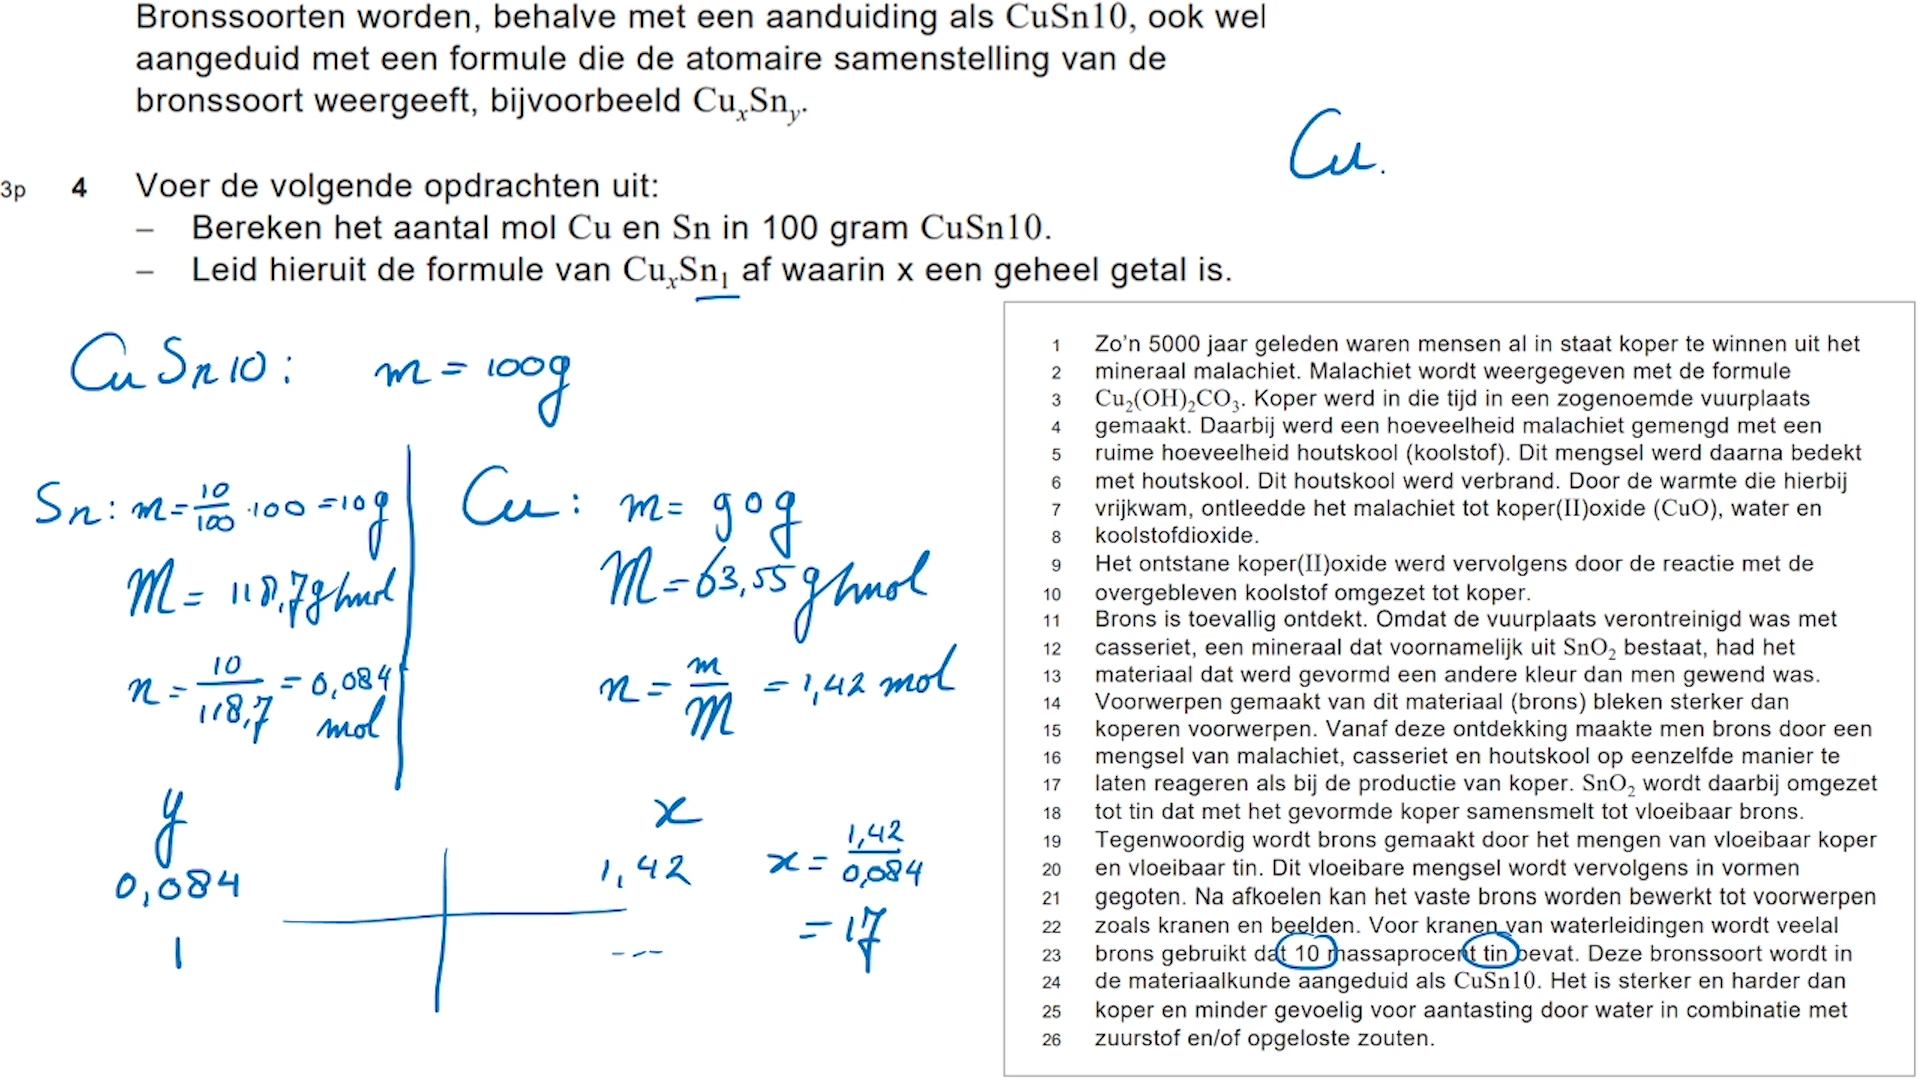 Bronssoorten worden, behalve met een aanduiding als CuSn10, ook wel
aangeduid met een formule die de atomaire samenstelling van de
bronssoort weergeeft, bijvoorbeeld CuₓSn_y.
Cu.
3p 4 Voer de volgende opdrachten uit:
– Bereken het aantal mol Cu en Sn in 100 gram CuSn10.
– Leid hieruit de formule van CuₓSn₁ af waarin x een geheel getal is.
CuSn10: m = 100g
Sn: m = 10/100 · 100 = 10g
M = 118,7 g/mol
n = 10/118,7 = 0,084 mol
Cu: m = 90g
M = 63,55 g/mol
n = m/M = 1,42 mol
y x
0,084 1,42
1 ...
x = 1,42/0,084
= 17
1 Zo'n 5000 jaar geleden waren mensen al in staat koper te winnen uit het
2 mineraal malachiet. Malachiet wordt weergegeven met de formule
3 Cu₂(OH)₂CO₃. Koper werd in die tijd in een zogenoemde vuurplaats
4 gemaakt. Daarbij werd een hoeveelheid malachiet gemengd met een
5 ruime hoeveelheid houtskool (koolstof). Dit mengsel werd daarna bedekt
6 met houtskool. Dit houtskool werd verbrand. Door de warmte die hierbij
7 vrijkwam, ontleedde het malachiet tot koper(II)oxide (CuO), water en
8 koolstofdioxide.
9 Het ontstane koper(II)oxide werd vervolgens door de reactie met de
10 overgebleven koolstof omgezet tot koper.
11 Brons is toevallig ontdekt. Omdat de vuurplaats verontreinigd was met
12 casseriet, een mineraal dat voornamelijk uit SnO₂ bestaat, had het
13 materiaal dat werd gevormd een andere kleur dan men gewend was.
14 Voorwerpen gemaakt van dit materiaal (brons) bleken sterker dan
15 koperen voorwerpen. Vanaf deze ontdekking maakte men brons door een
16 mengsel van malachiet, casseriet en houtskool op eenzelfde manier te
17 laten reageren als bij de productie van koper. SnO₂ wordt daarbij omgezet
18 tot tin dat met het gevormde koper samensmelt tot vloeibaar brons.
19 Tegenwoordig wordt brons gemaakt door het mengen van vloeibaar koper
20 en vloeibaar tin. Dit vloeibare mengsel wordt vervolgens in vormen
21 gegoten. Na afkoelen kan het vaste brons worden bewerkt tot voorwerpen
22 zoals kranen en beelden. Voor kranen van waterleidingen wordt veelal
23 brons gebruikt dat 10 massaprocent tin bevat. Deze bronssoort wordt in
24 de materiaalkunde aangeduid als CuSn10. Het is sterker en harder dan
25 koper en minder gevoelig voor aantasting door water in combinatie met
26 zuurstof en/of opgeloste zouten.